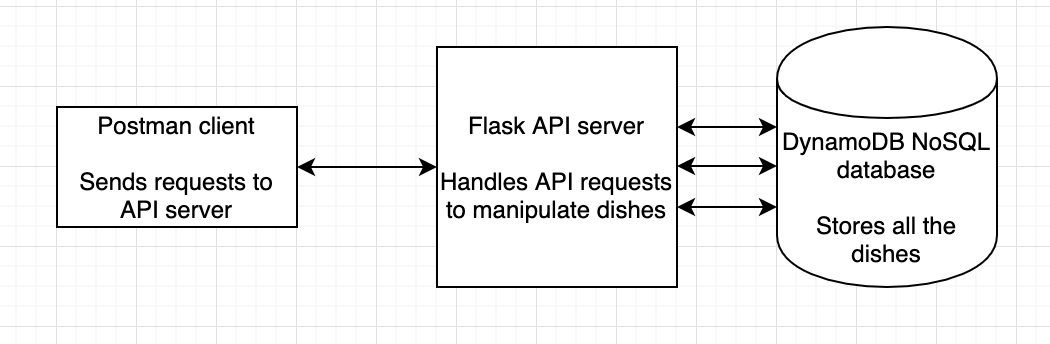 Postman client
Sends requests to
API server
Flask API server
Handles API requests
to manipulate dishes
DynamoDB NoSQL
database
Stores all the
dishes